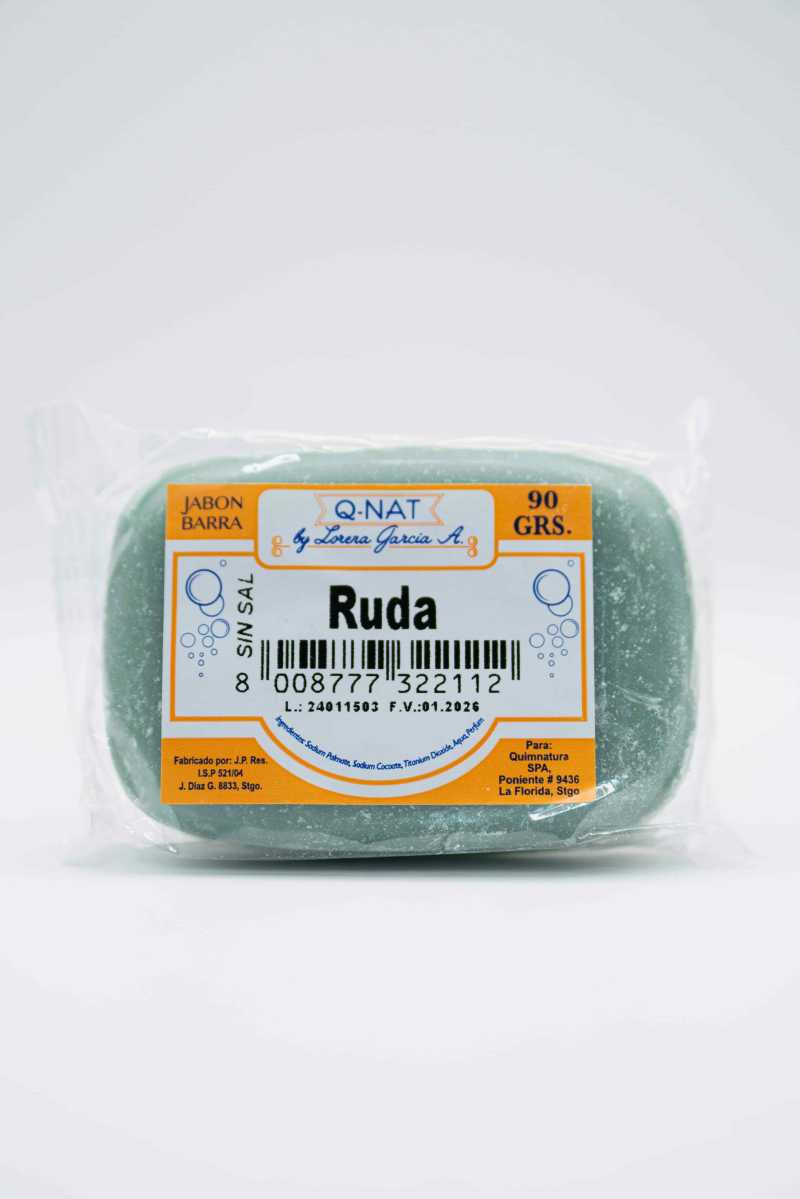 JABON
BARRA
Q-NAT
by Lorena García A.
90
GRS.
SIN SAL
Ruda
8 008777 322112
L.: 24011503 F.V.:01.2026
Ingredientes: Sodium Palmate, Sodium Cocoate, Titanium Dioxide, Aqua, Perfum
Fabricado por: J.P. Res.
I.S.P 521/04
J. Diaz G. 8833, Stgo.
Para:
Quimnatura
SPA,
Poniente # 9436
La Florida, Stgo